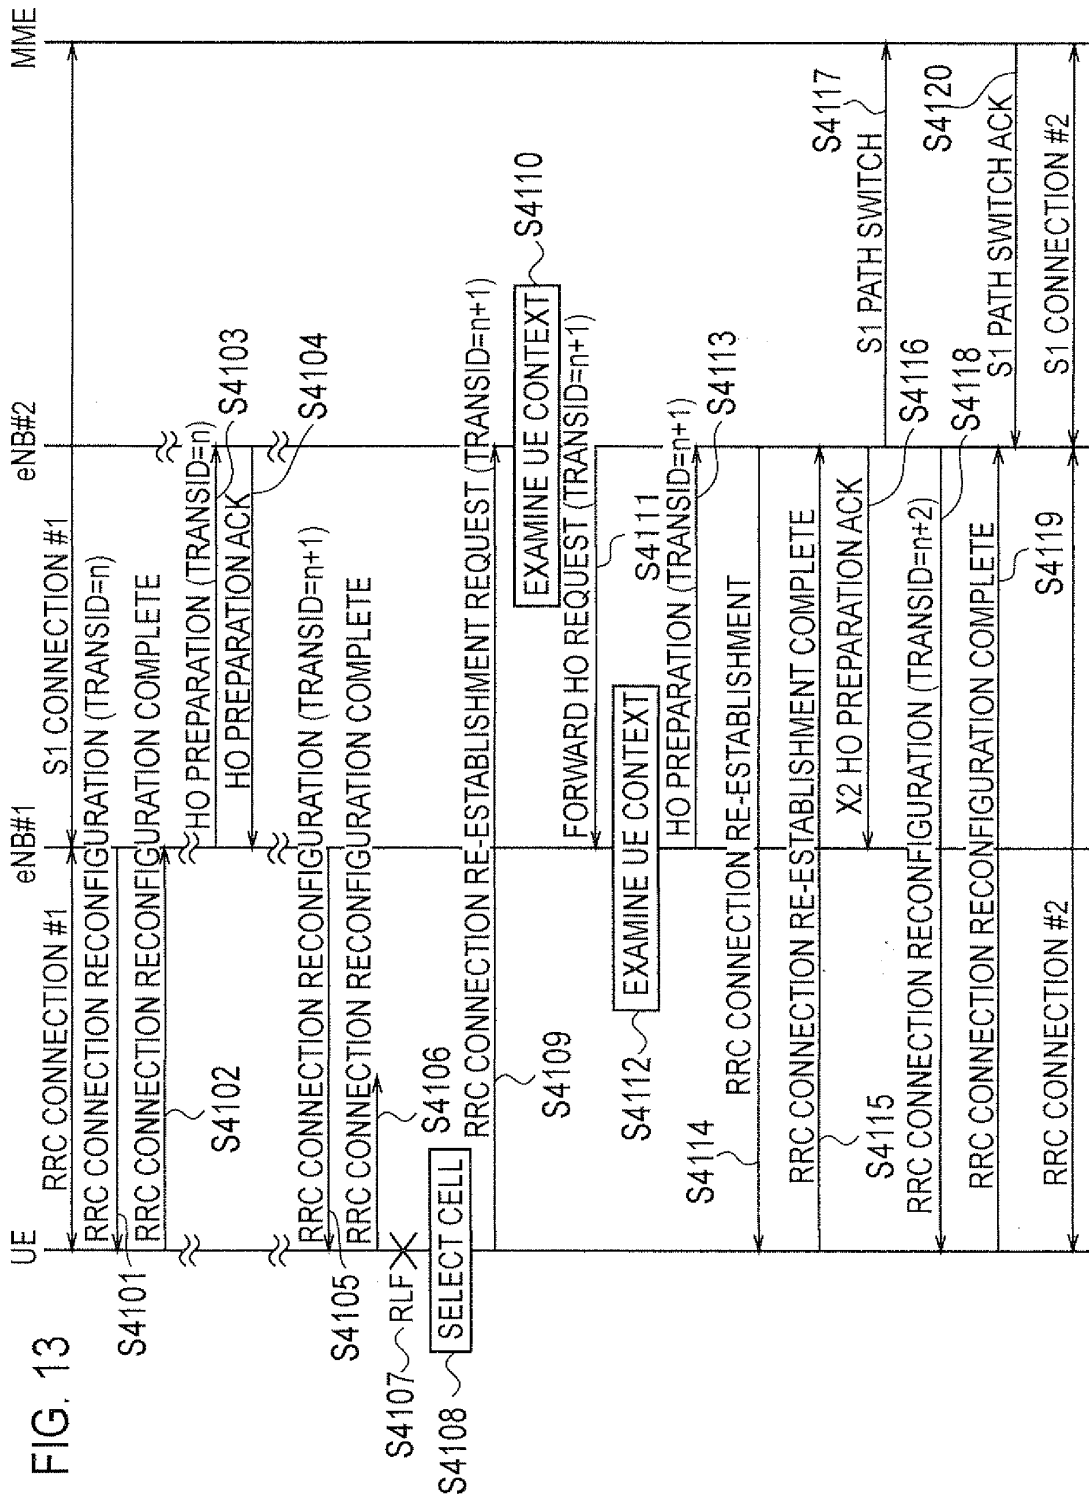 FIG. 13
UE
eNB#1
eNB#2
MME
RRC CONNECTION #1
S1 CONNECTION #1
RRC CONNECTION RECONFIGURATION (TRANSID=n)
S4101
RRC CONNECTION RECONFIGURATION COMPLETE
S4102
HO PREPARATION (TRANSID=n)
S4103
HO PREPARATION ACK
S4104
RRC CONNECTION RECONFIGURATION (TRANSID=n+1)
S4105
RRC CONNECTION RECONFIGURATION COMPLETE
S4106
S4107
RLF
S4108
SELECT CELL
RRC CONNECTION RE-ESTABLISHMENT REQUEST (TRANSID=n+1)
S4109
EXAMINE UE CONTEXT
S4110
FORWARD HO REQUEST (TRANSID=n+1)
S4111
S4112
EXAMINE UE CONTEXT
HO PREPARATION (TRANSID=n+1)
S4113
RRC CONNECTION RE-ESTABLISHMENT
S4114
RRC CONNECTION RE-ESTABLISHMENT COMPLETE
S4115
X2 HO PREPARATION ACK
S4116
S1 PATH SWITCH
S4117
RRC CONNECTION RECONFIGURATION (TRANSID=n+2)
S4118
RRC CONNECTION RECONFIGURATION COMPLETE
S4119
S1 PATH SWITCH ACK
S4120
RRC CONNECTION #2
S1 CONNECTION #2